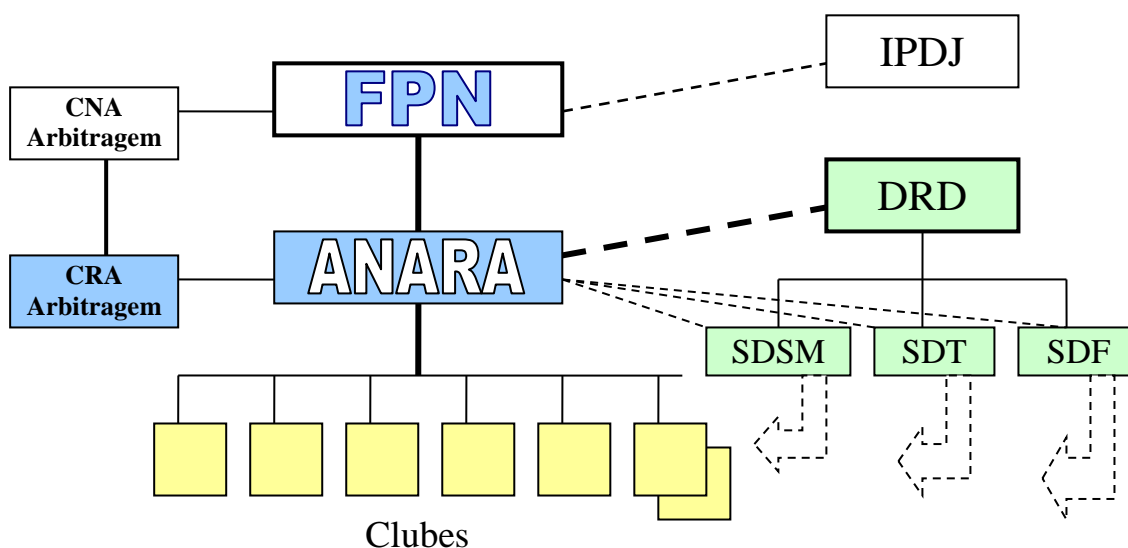 IPDJ
FPN
CNA
Arbitragem
DRD
ANARA
CRA
Arbitragem
SDSM
SDT
SDF
Clubes